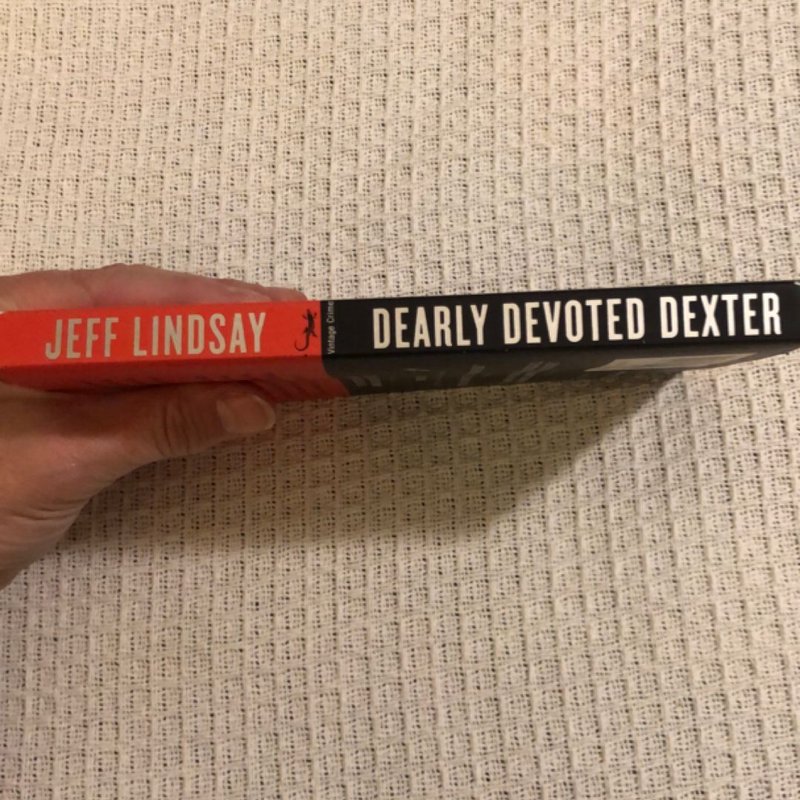 JEFF LINDSAY
Vintage Crime
DEARLY DEVOTED DEXTER